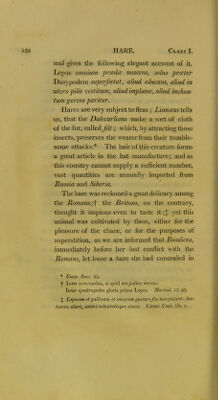 126 HARE. CLASS I.
mal gives the following elegant account of it.
Lepus omnium prædæ nascens, solus præter
Dasypodem superfœtat, aliud educans, aliud in
utero pilis vestitum, aliud implume, aliud inchoa-
tum gerens pariter.
Hares are very subject to fleas; Linnæus tells
us, that the Dalecarlians make a sort of cloth
of the fur, called filt; which, by attracting those
insects, preserves the wearer from their trouble-
some attacks.* The hair of this creature forms
a great article in the hat manufacture; and as
this country cannot supply a sufficient number,
vast quantities are annually imported from
Russia and Siberia.
The hare was reckoned a great delicacy among
the Romans;† the Britons, on the contrary,
thought it impious even to taste it;‡ yet this
animal was cultivated by them, either for the
pleasure of the chace, or for the purposes of
superstition, as we are informed that Boadicea,
immediately before her last conflict with the
Romans, let loose a hare she had concealed in
* Faun. Suec. 25.
† Inter aves turdus, si quid me judice verum:
Inter quadrupedes gloria prima Lepus. Martial. 13. 92.
‡ Leporem et gallinam et anserem gustare fas non putant; hæc
tamen alunt, animi voluptatisque causa. Cæsar. Com. lib. v.